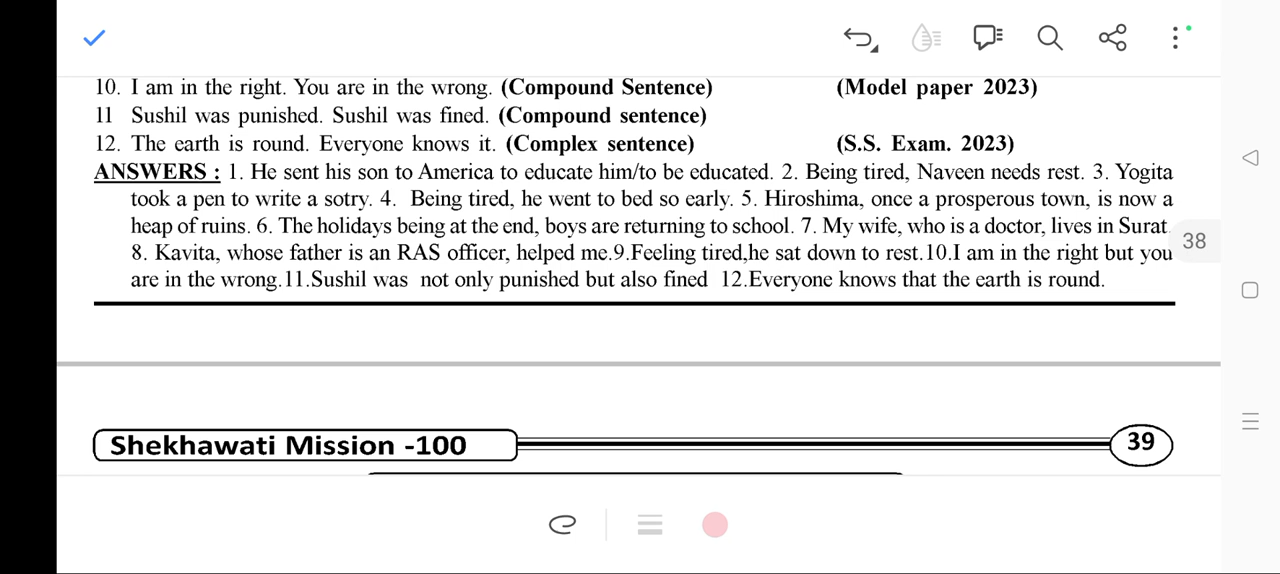 10. I am in the right. You are in the wrong. (Compound Sentence) (Model paper 2023)
11 Sushil was punished. Sushil was fined. (Compound sentence)
12. The earth is round. Everyone knows it. (Complex sentence) (S.S. Exam. 2023)
ANSWERS : 1. He sent his son to America to educate him/to be educated. 2. Being tired, Naveen needs rest. 3. Yogita
took a pen to write a sotry. 4. Being tired, he went to bed so early. 5. Hiroshima, once a prosperous town, is now a
heap of ruins. 6. The holidays being at the end, boys are returning to school. 7. My wife, who is a doctor, lives in Surat.
38
8. Kavita, whose father is an RAS officer, helped me.9.Feeling tired,he sat down to rest.10.I am in the right but you
are in the wrong.11.Sushil was not only punished but also fined 12.Everyone knows that the earth is round.
Shekhawati Mission -100
39